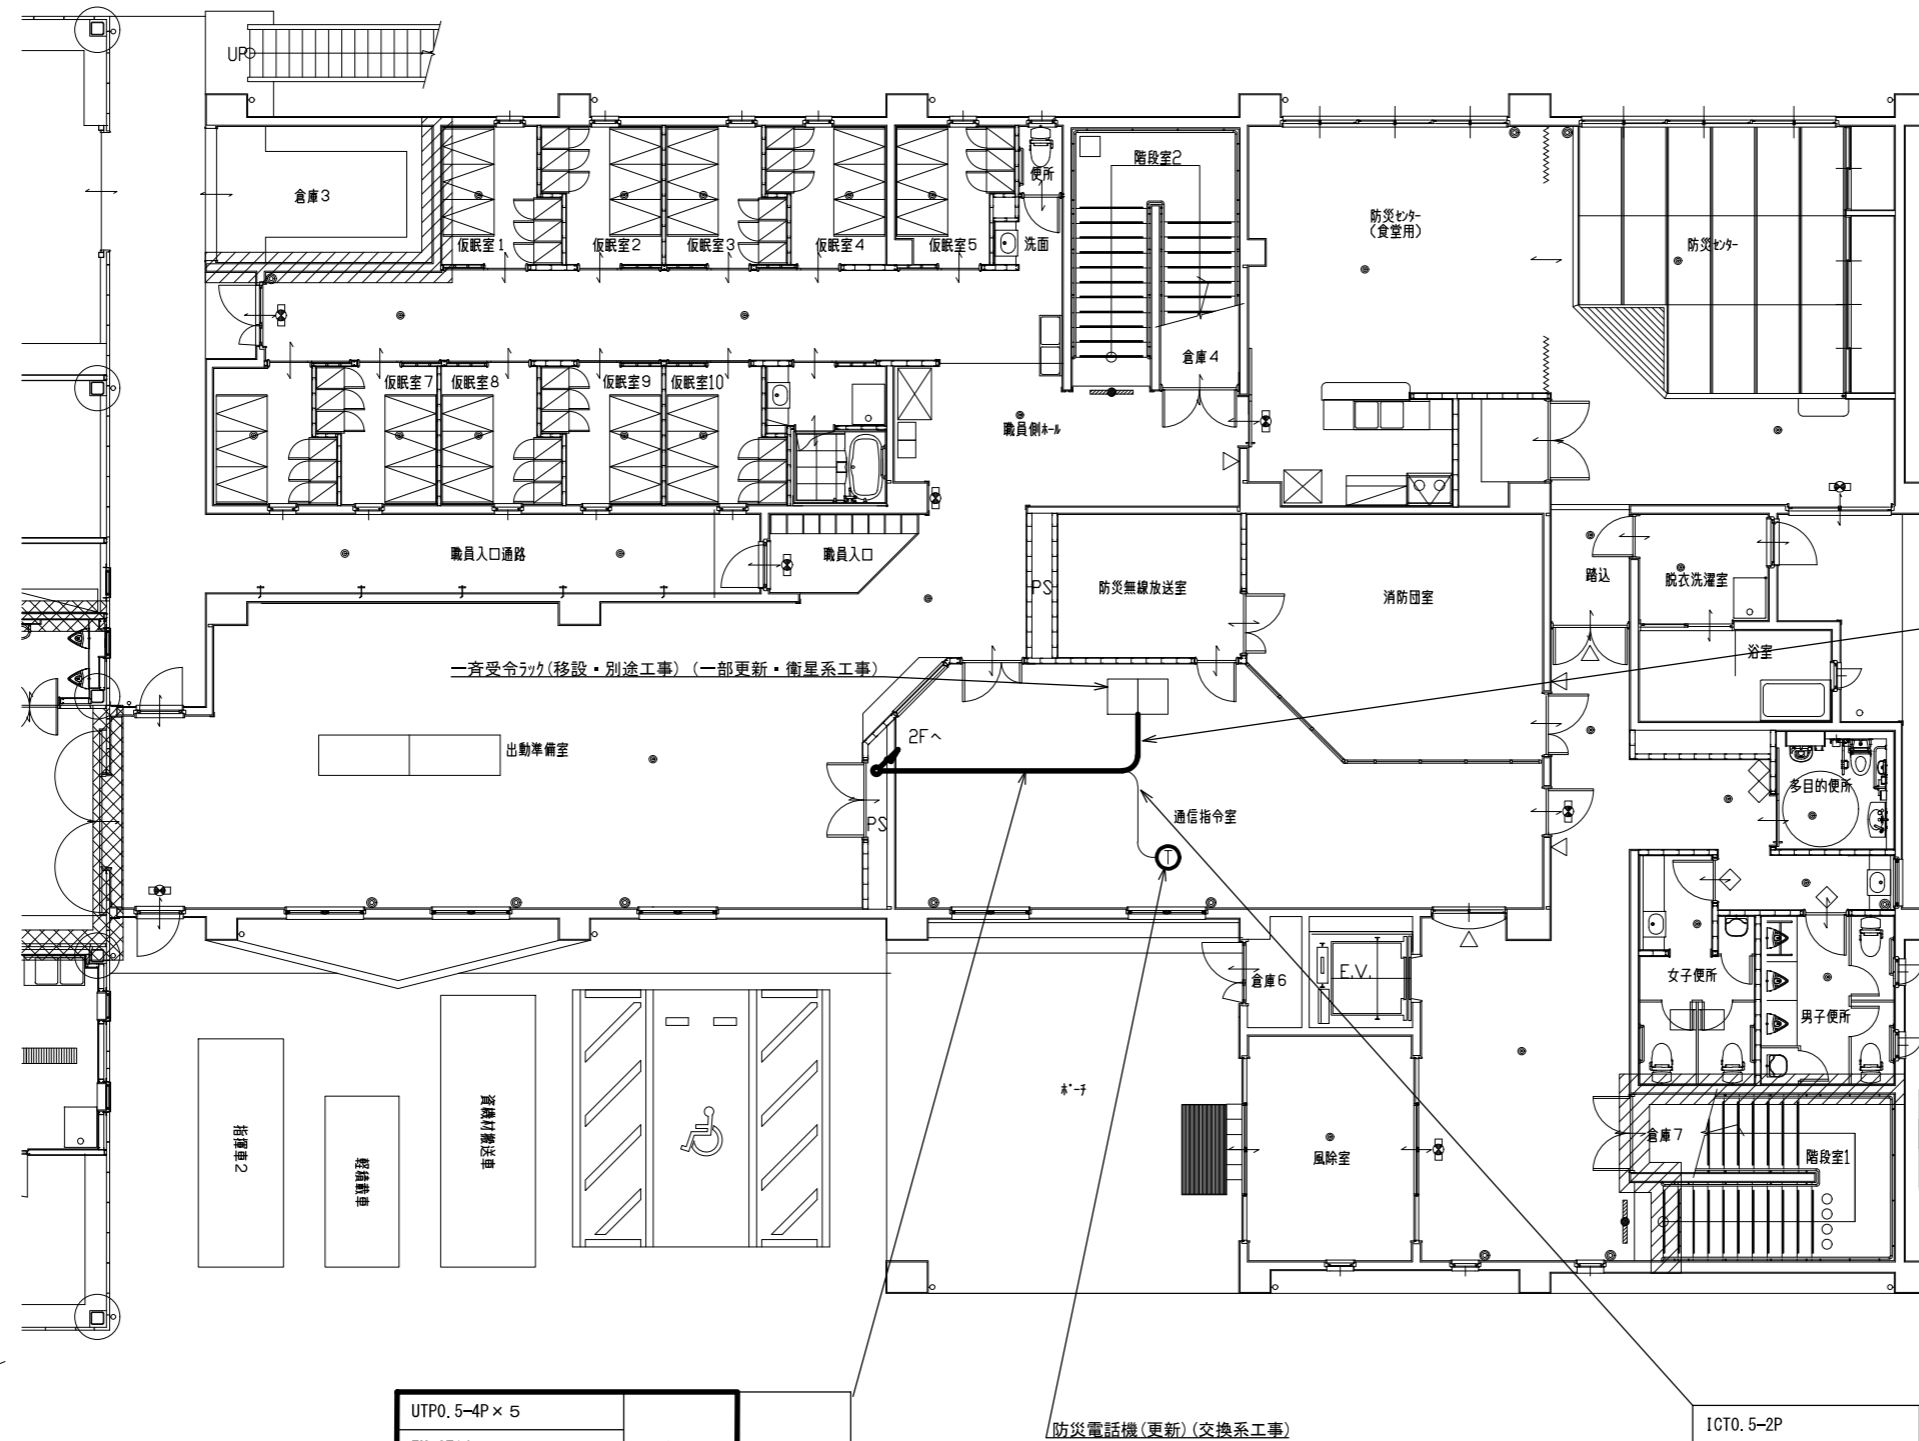 UP
倉庫3
仮眠室1
仮眠室2
仮眠室3
仮眠室4
仮眠室5
便所
洗面
階段室2
倉庫4
防災ｾﾝﾀｰ
(食堂用)
防災ｾﾝﾀｰ
仮眠室7
仮眠室8
仮眠室9
仮眠室10
職員側ﾎｰﾙ
職員入口通路
職員入口
PS
防災無線放送室
消防団室
踏込
脱衣洗濯室
浴室
一斉受令ﾗｯｸ(移設・別途工事) (一部更新・衛星系工事)
2Fへ
出動準備室
PS
通信指令室
T
多目的便所
倉庫6
E.V.
女子便所
男子便所
ﾎﾟｰﾁ
風除室
倉庫7
階段室1
指揮車2
軽積載車
資機材搬送車
UTP0.5-4P×5
防災電話機(更新)(交換系工事)
ICT0.5-2P